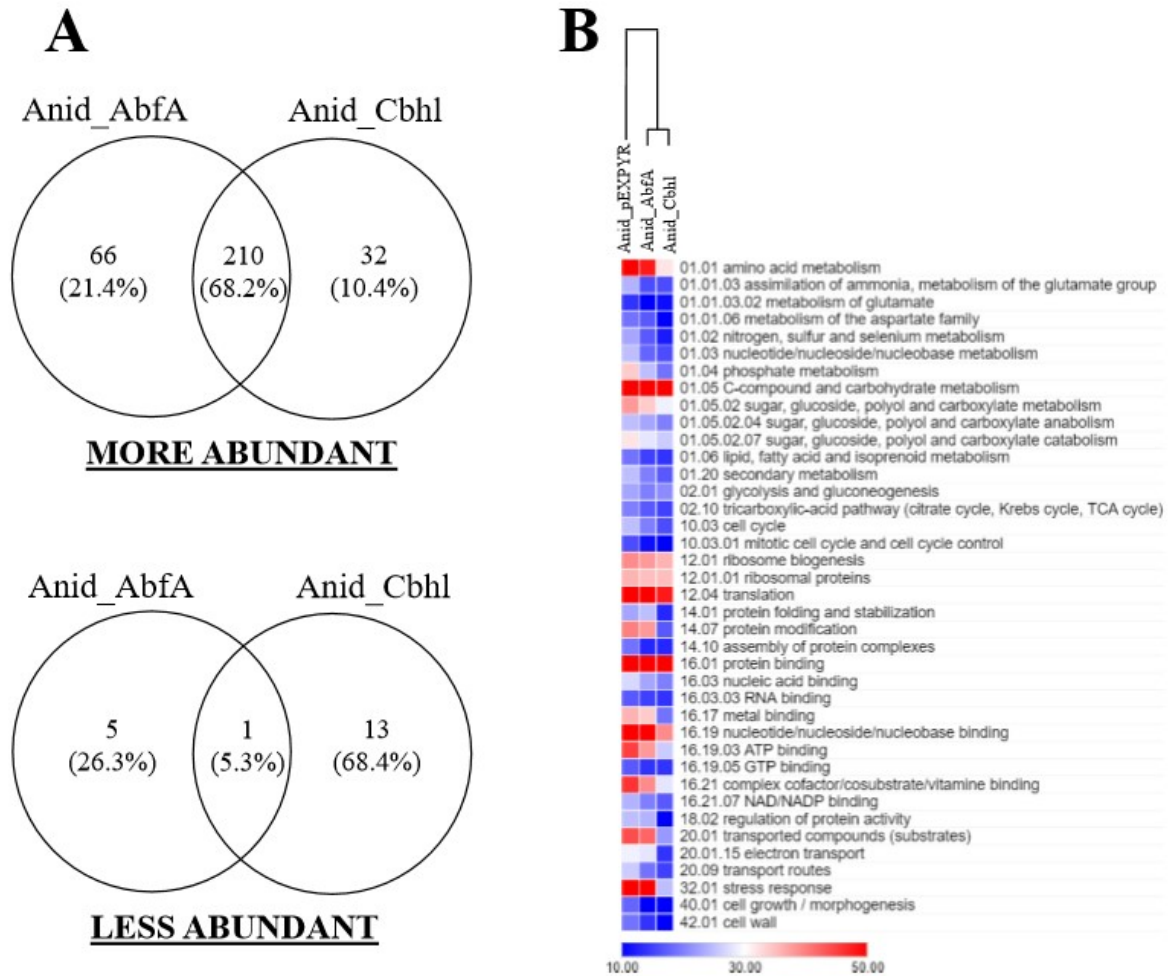 A
Anid_AbfA
Anid_Cbhl
66
(21.4%)
210
(68.2%)
32
(10.4%)
MORE ABUNDANT
Anid_AbfA
Anid_Cbhl
5
(26.3%)
1
(5.3%)
13
(68.4%)
LESS ABUNDANT
B
Anid_pEXPYR
Anid_AbfA
Anid_Cbhl
01.01 amino acid metabolism
01.01.03 assimilation of ammonia, metabolism of the glutamate group
01.01.03.02 metabolism of glutamate
01.01.06 metabolism of the aspartate family
01.02 nitrogen, sulfur and selenium metabolism
01.03 nucleotide/nucleoside/nucleobase metabolism
01.04 phosphate metabolism
01.05 C-compound and carbohydrate metabolism
01.05.02 sugar, glucoside, polyol and carboxylate metabolism
01.05.02.04 sugar, glucoside, polyol and carboxylate anabolism
01.05.02.07 sugar, glucoside, polyol and carboxylate catabolism
01.06 lipid, fatty acid and isoprenoid metabolism
01.20 secondary metabolism
02.01 glycolysis and gluconeogenesis
02.10 tricarboxylic-acid pathway (citrate cycle, Krebs cycle, TCA cycle)
10.03 cell cycle
10.03.01 mitotic cell cycle and cell cycle control
12.01 ribosome biogenesis
12.01.01 ribosomal proteins
12.04 translation
14.01 protein folding and stabilization
14.07 protein modification
14.10 assembly of protein complexes
16.01 protein binding
16.03 nucleic acid binding
16.03.03 RNA binding
16.17 metal binding
16.19 nucleotide/nucleoside/nucleobase binding
16.19.03 ATP binding
16.19.05 GTP binding
16.21 complex cofactor/cosubstrate/vitamine binding
16.21.07 NAD/NADP binding
18.02 regulation of protein activity
20.01 transported compounds (substrates)
20.01.15 electron transport
20.09 transport routes
32.01 stress response
40.01 cell growth / morphogenesis
42.01 cell wall
10.00 30.00 50.00